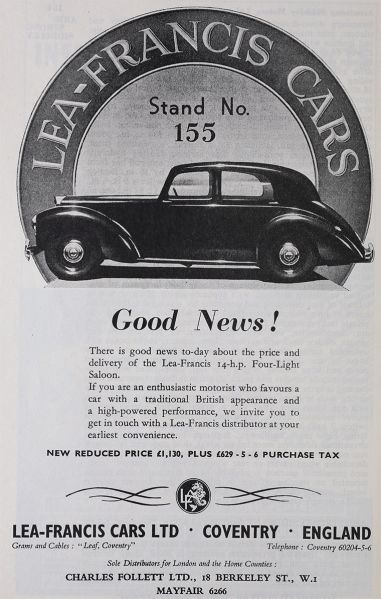 LEA-FRANCIS CARS
Stand No.
155
Good News!
There is good news to-day about the price and
delivery of the Lea-Francis 14-h.p. Four-Light
Saloon.
If you are an enthusiastic motorist who favours a
car with a traditional British appearance and
a high-powered performance, we invite you to
get in touch with a Lea-Francis distributor at your
earliest convenience.
NEW REDUCED PRICE £1,130, PLUS £629 - 5 - 6 PURCHASE TAX
LEA-FRANCIS CARS LTD · COVENTRY · ENGLAND
Grams and Cables : "Leaf, Coventry" Telephone : Coventry 60204-5-6
Sole Distributors for London and the Home Counties :
CHARLES FOLLETT LTD., 18 BERKELEY ST., W.1
MAYFAIR 6266